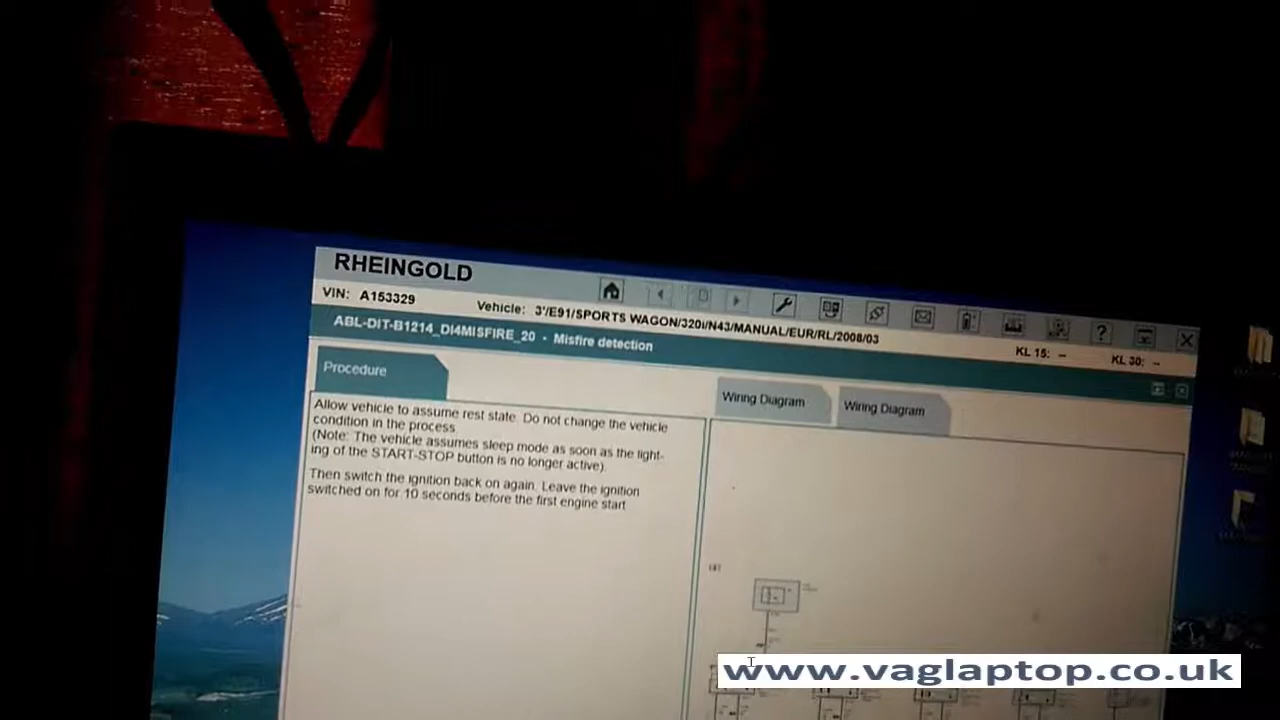 RHEINGOLD
VIN: A153329 Vehicle: 3'/E91/SPORTS WAGON/320i/N43/MANUAL/EUR/RL/2008/03
KL 15: -- KL 30: --
ABL-DIT-B1214_DI4MISFIRE_20 - Misfire detection
Procedure
Wiring Diagram Wiring Diagram
Allow vehicle to assume rest state. Do not change the vehicle
condition in the process.
(Note: The vehicle assumes sleep mode as soon as the light-
ing of the START-STOP button is no longer active).
Then switch the ignition back on again. Leave the ignition
switched on for 10 seconds before the first engine start
www.vaglaptop.co.uk